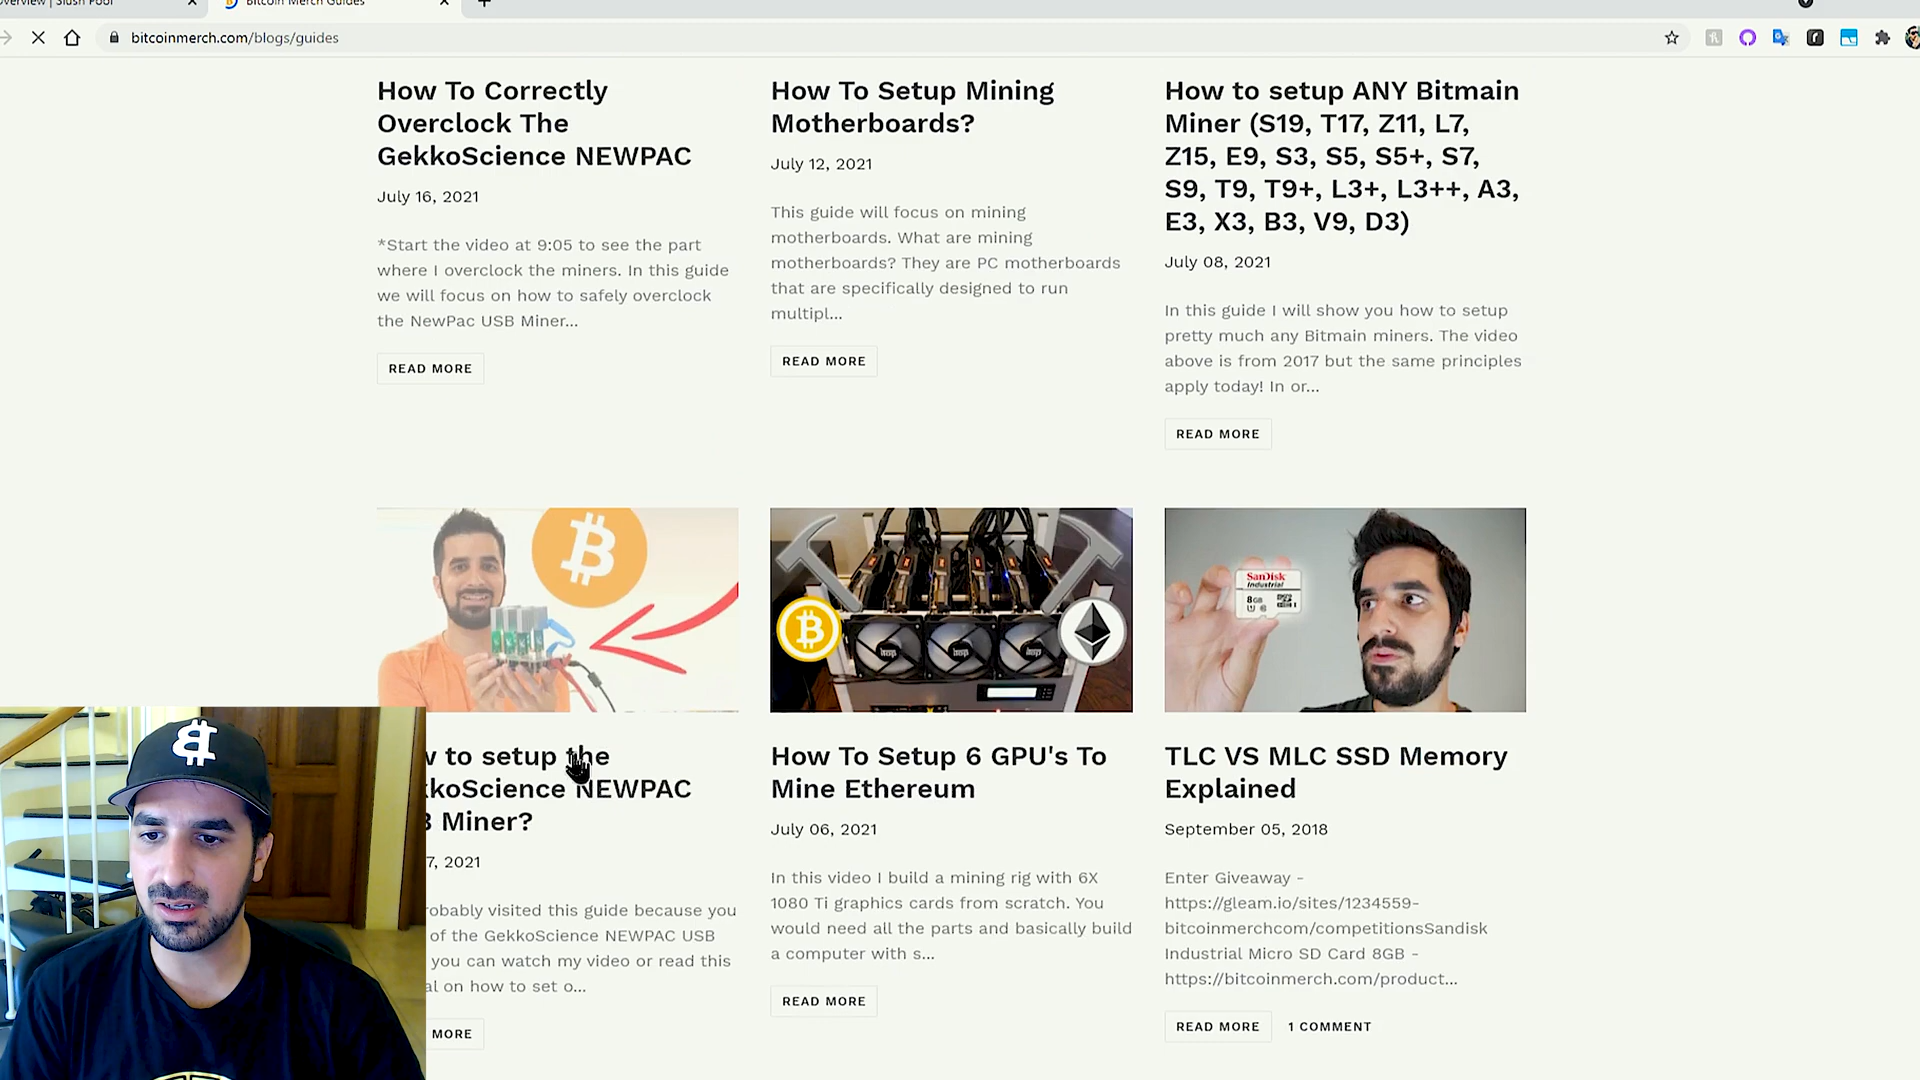 Bitcoin Merch Guides
bitcoinmerch.com/blogs/guides
How To Correctly
Overclock The
GekkoScience NEWPAC
July 16, 2021
*Start the video at 9:05 to see the part
where I overclock the miners. In this guide
we will focus on how to safely overclock
the NewPac USB Miner...
READ MORE
How To Setup Mining
Motherboards?
July 12, 2021
This guide will focus on mining
motherboards. What are mining
motherboards? They are PC motherboards
that are specifically designed to run
multipl...
READ MORE
How to setup ANY Bitmain
Miner (S19, T17, Z11, L7,
Z15, E9, S3, S5, S5+, S7,
S9, T9, T9+, L3+, L3++, A3,
E3, X3, B3, V9, D3)
July 08, 2021
In this guide I will show you how to setup
pretty much any Bitmain miners. The video
above is from 2017 but the same principles
apply today! In or...
READ MORE
SanDisk
Industrial
8GB
to setup the
NEWPAC
Miner?
7, 2021
visited this guide because you
of the GekkoScience NEWPAC USB
you can watch my video or read this
on how to set o...
MORE
How To Setup 6 GPU's To
Mine Ethereum
July 06, 2021
In this video I build a mining rig with 6X
1080 Ti graphics cards from scratch. You
would need all the parts and basically build
a computer with s...
READ MORE
TLC VS MLC SSD Memory
Explained
September 05, 2018
Enter Giveaway -
https://gleam.io/sites/1234559-
bitcoinmerchcom/competitionsSandisk
Industrial Micro SD Card 8GB -
https://bitcoinmerch.com/product...
READ MORE
1 COMMENT